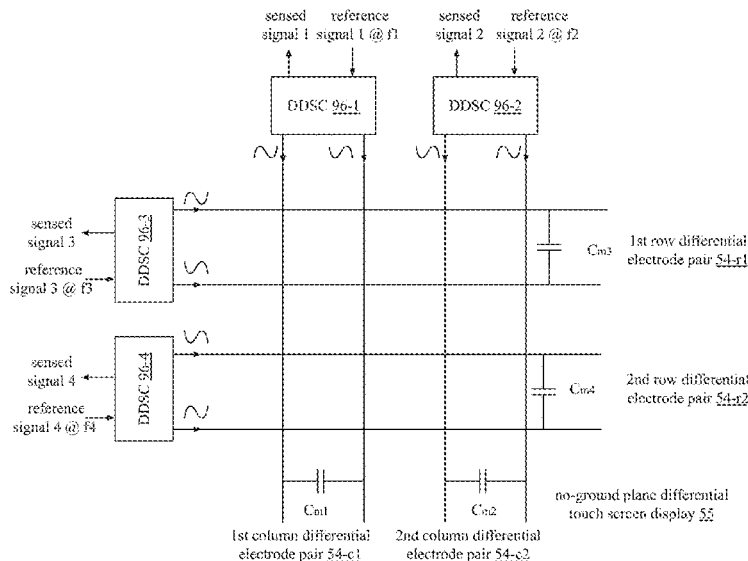 sensed
signal 1
reference
signal 1 @ f1
sensed
signal 2
reference
signal 2 @ f2
DDSC 96-1
DDSC 96-2
sensed
signal 3
reference
signal 3 @ f3
DDSC 96-3
Cm3
1st row differential
electrode pair 54-r1
sensed
signal 4
reference
signal 4 @ f4
DDSC 96-4
Cm4
2nd row differential
electrode pair 54-r2
Cm1
Cm2
no-ground plane differential
touch screen display 55
1st column differential
electrode pair 54-c1
2nd column differential
electrode pair 54-c2